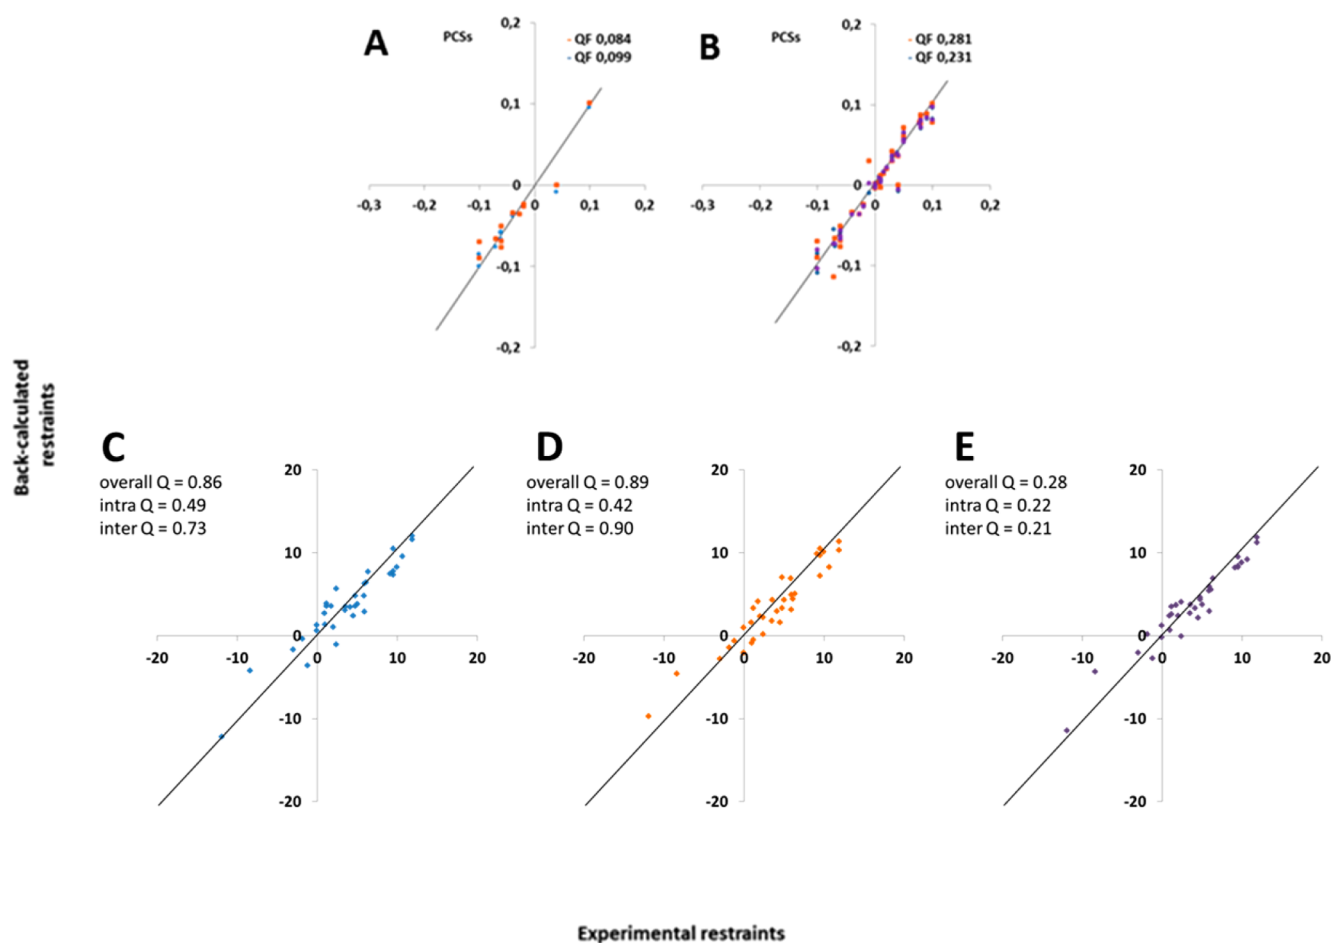 A
PCSs
QF 0,084
QF 0,099
0,2
0,1
0
-0,3
-0,2
-0,1
0
0,1
0,2
-0,1
-0,2
B
PCSs
QF 0,281
QF 0,231
0,2
0,1
0
-0,3
-0,2
-0,1
0
0,1
0,2
-0,1
-0,2
Back-calculated
restraints
C
overall Q = 0.86
intra Q = 0.49
inter Q = 0.73
20
10
0
-20
-10
0
10
20
-10
-20
D
overall Q = 0.89
intra Q = 0.42
inter Q = 0.90
20
10
0
-20
-10
0
10
20
-10
-20
E
overall Q = 0.28
intra Q = 0.22
inter Q = 0.21
20
10
0
-20
-10
0
10
20
-10
-20
Experimental restraints